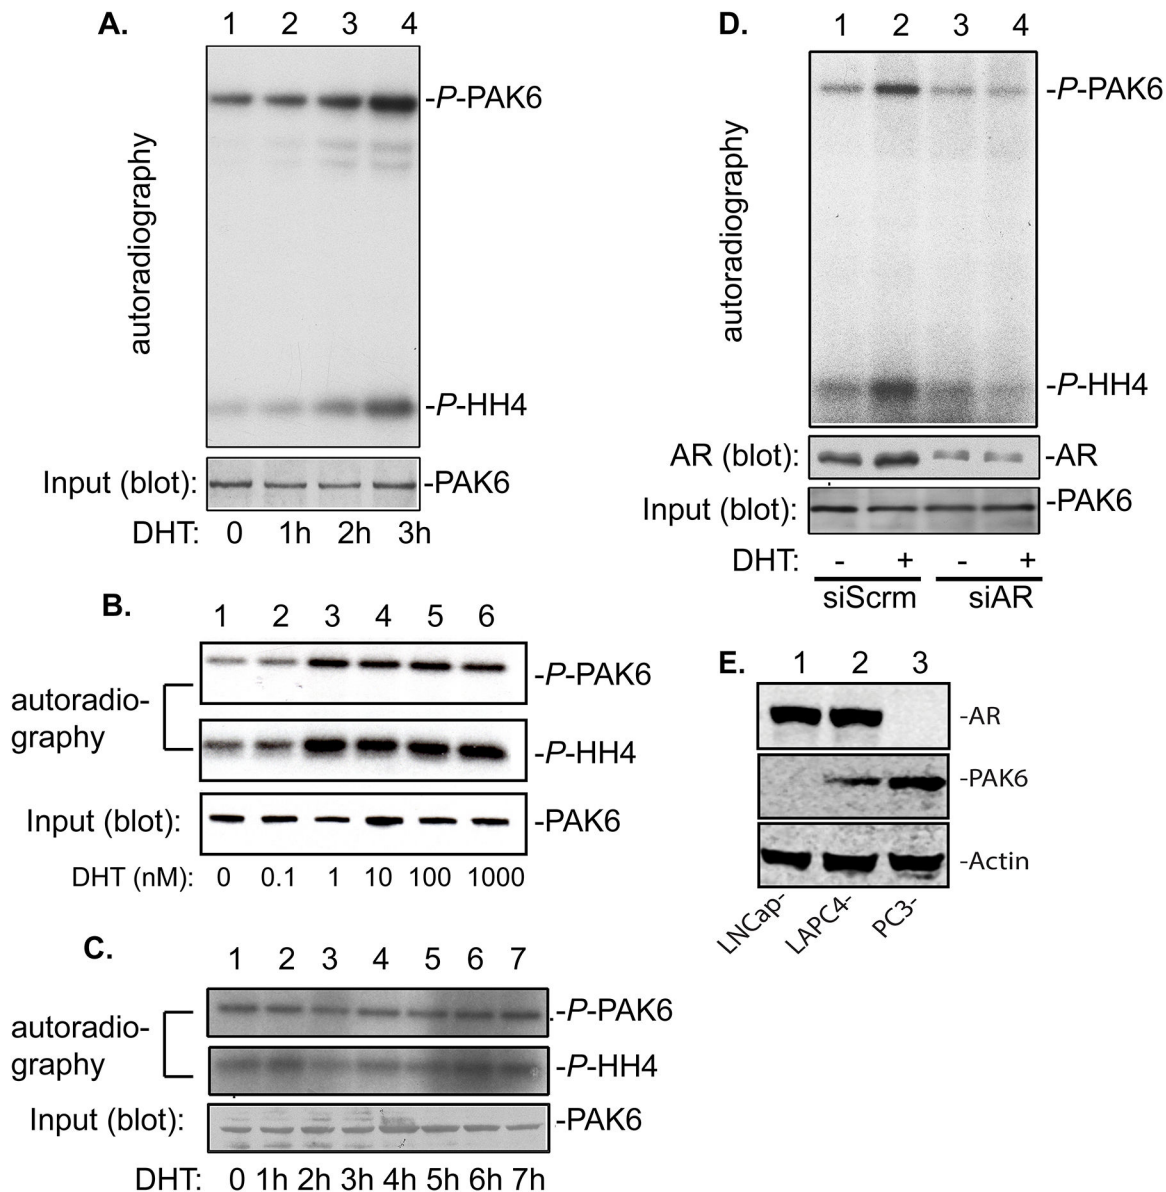 A.
1 2 3 4
autoradiography
-P-PAK6
-P-HH4
Input (blot): -PAK6
DHT: 0 1h 2h 3h
B.
1 2 3 4 5 6
autoradio-
graphy
-P-PAK6
-P-HH4
Input (blot): -PAK6
DHT (nM): 0 0.1 1 10 100 1000
C.
1 2 3 4 5 6 7
autoradio-
graphy
-P-PAK6
-P-HH4
Input (blot): -PAK6
DHT: 0 1h 2h 3h 4h 5h 6h 7h
D.
1 2 3 4
autoradiography
-P-PAK6
-P-HH4
AR (blot): -AR
Input (blot): -PAK6
DHT: - + - +
siScrm siAR
E.
1 2 3
-AR
-PAK6
-Actin
LNCap- LAPC4- PC3-